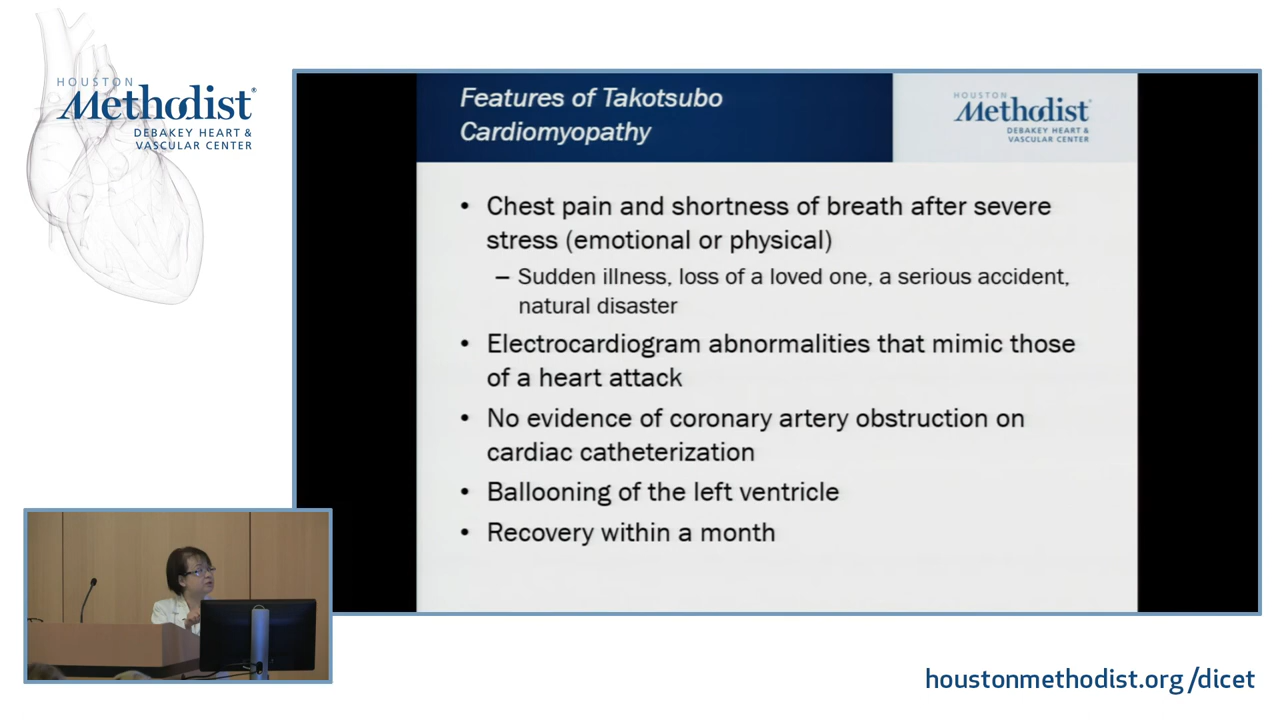 HOUSTON
Methodist®
DEBAKEY HEART &
VASCULAR CENTER
Features of Takotsubo
Cardiomyopathy
HOUSTON
Methodist®
DEBAKEY HEART &
VASCULAR CENTER
• Chest pain and shortness of breath after severe
stress (emotional or physical)
– Sudden illness, loss of a loved one, a serious accident,
natural disaster
• Electrocardiogram abnormalities that mimic those
of a heart attack
• No evidence of coronary artery obstruction on
cardiac catheterization
• Ballooning of the left ventricle
• Recovery within a month
houstonmethodist.org/dicet